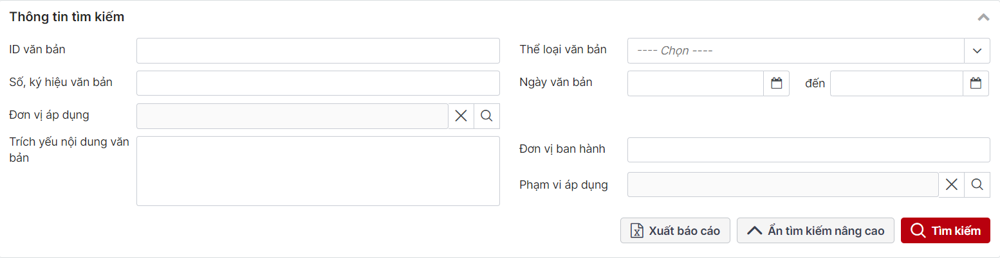 Thông tin tìm kiếm
ID văn bản
Thể loại văn bản
---- Chọn ----
Số, ký hiệu văn bản
Ngày văn bản
đến
Đơn vị áp dụng
Trích yếu nội dung văn
bản
Đơn vị ban hành
Phạm vi áp dụng
Xuất báo cáo
Ẩn tìm kiếm nâng cao
Tìm kiếm